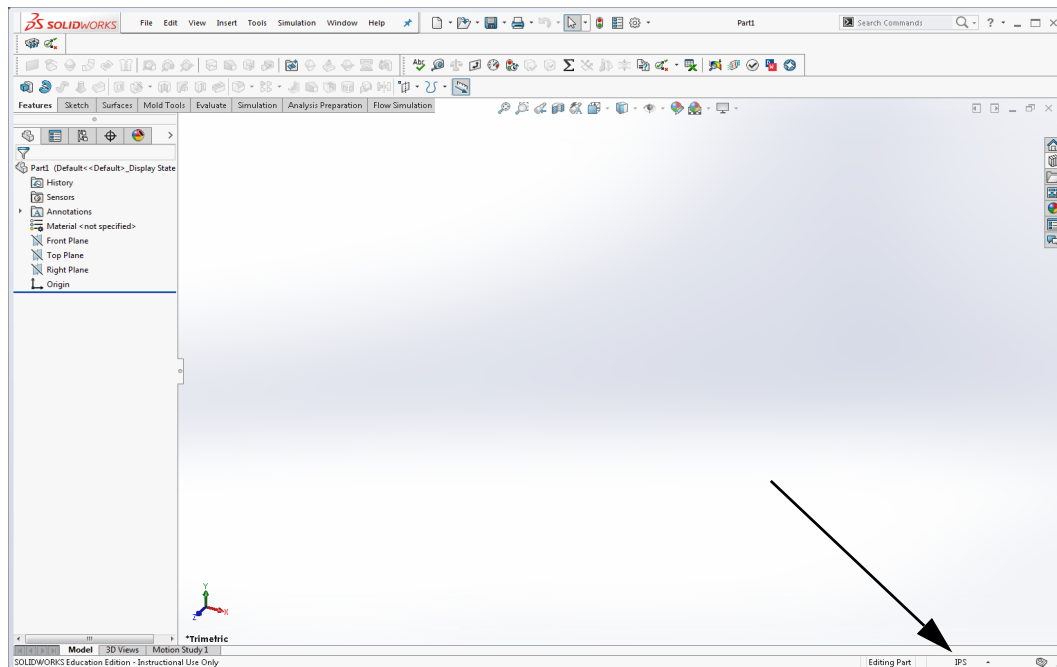 SOLIDWORKS File Edit View Insert Tools Simulation Window Help Part1 Search Commands ?
Features Sketch Surfaces Mold Tools Evaluate Simulation Analysis Preparation Flow Simulation
Part1 (Default<<Default>_Display State
History
Sensors
Annotations
Material <not specified>
Front Plane
Top Plane
Right Plane
Origin
Y
X
Z
*Trimetric
Model 3D Views Motion Study 1
SOLIDWORKS Education Edition - Instructional Use Only Editing Part IPS -